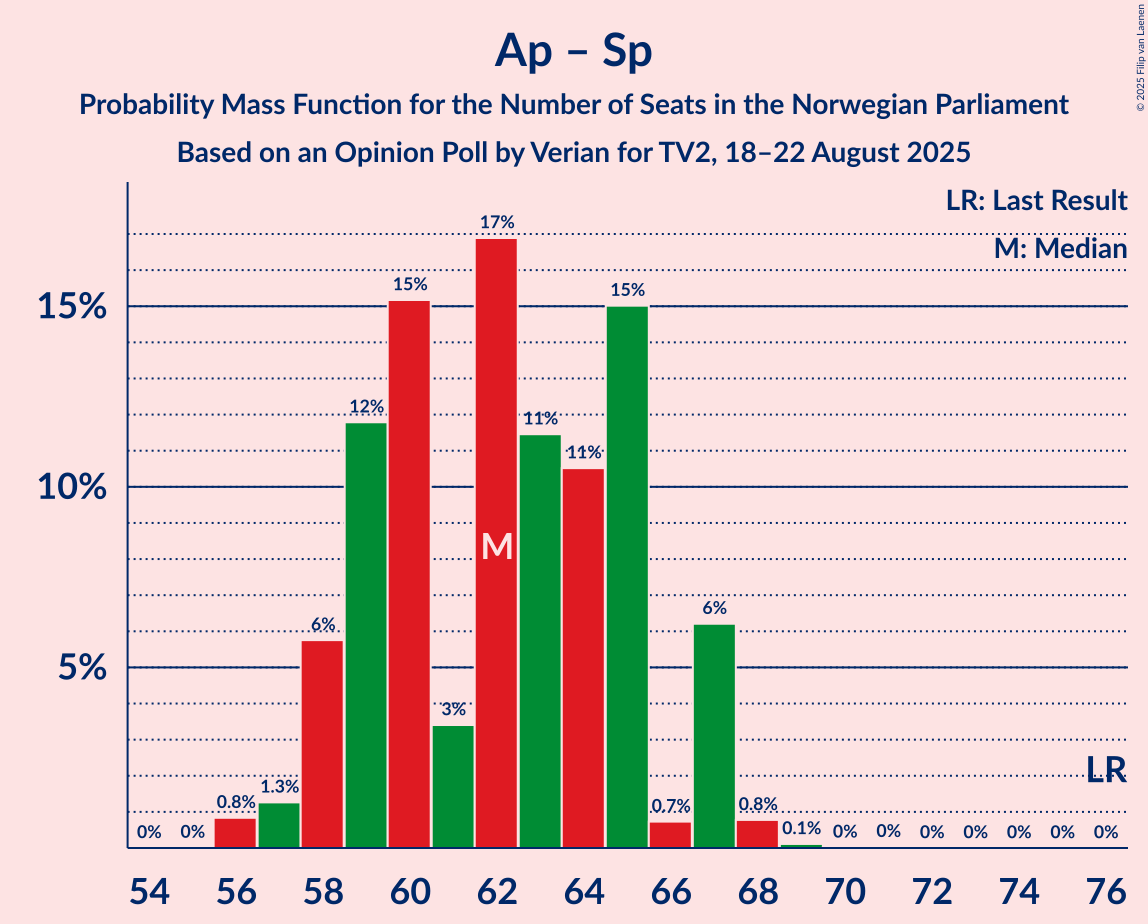 Ap – Sp
Probability Mass Function for the Number of Seats in the Norwegian Parliament
Based on an Opinion Poll by Verian for TV2, 18–22 August 2025
© 2025 Filip van Laenen
LR: Last Result
M: Median
15%
10%
5%
0%
0%
0.8%
1.3%
6%
12%
15%
3%
17%
11%
11%
15%
0.7%
6%
0.8%
0.1%
0%
0%
0%
0%
0%
0%
0%
M
LR
54 56 58 60 62 64 66 68 70 72 74 76